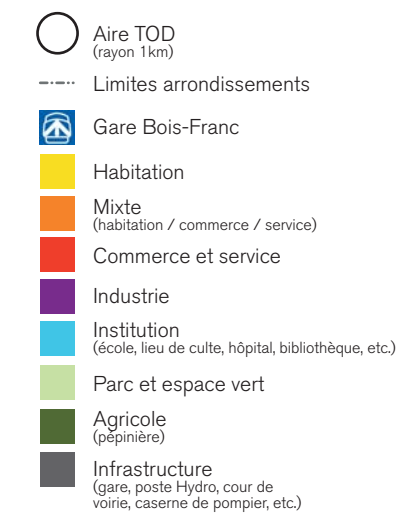 Aire TOD
(rayon 1km)
Limites arrondissements
Gare Bois-Franc
Habitation
Mixte
(habitation / commerce / service)
Commerce et service
Industrie
Institution
(école, lieu de culte, hôpital, bibliothèque, etc.)
Parc et espace vert
Agricole
(pépinière)
Infrastructure
(gare, poste Hydro, cour de
voirie, caserne de pompier, etc.)